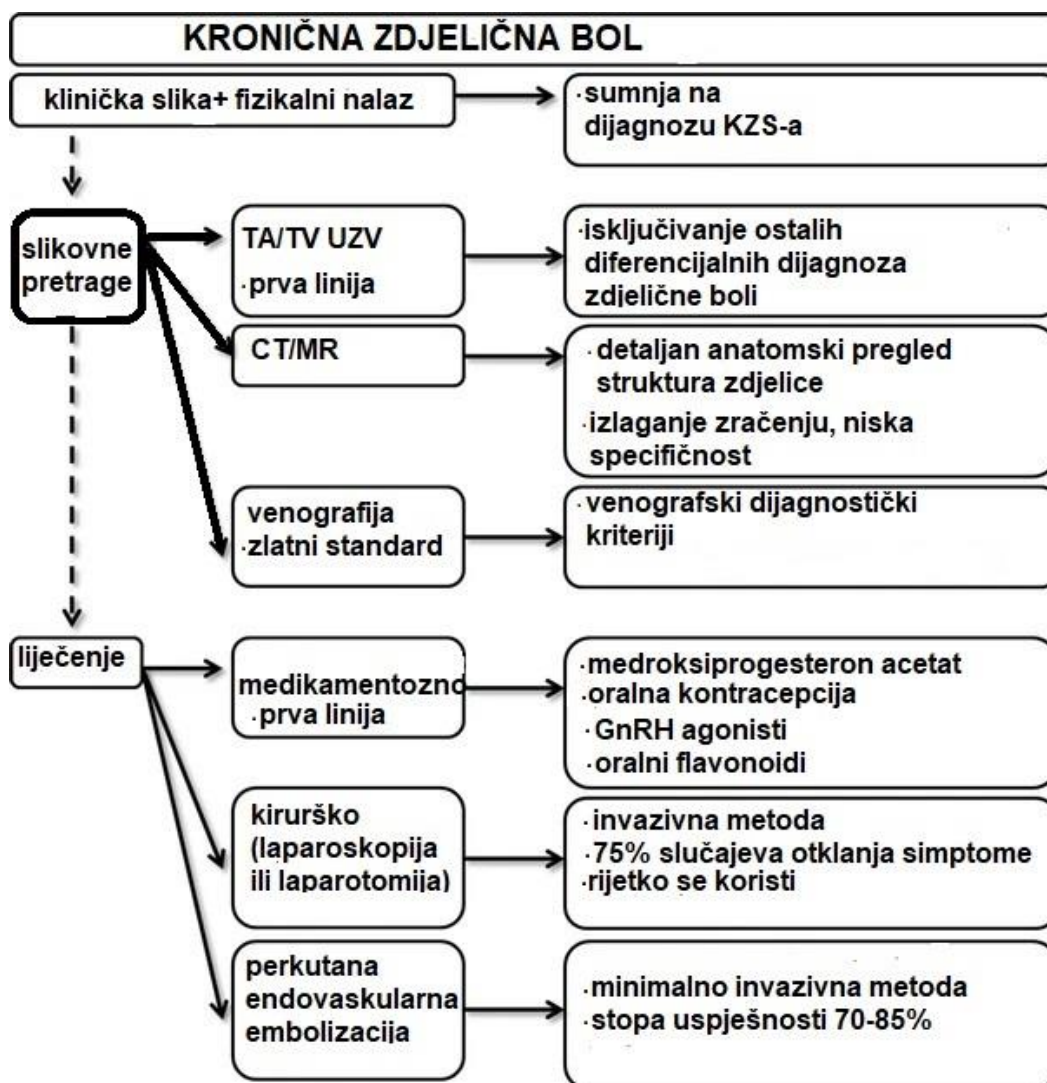 KRONIČNA ZDJELIČNA BOL
klinička slika+ fizikalni nalaz
·sumnja na
dijagnozu KZS-a
slikovne
pretrage
TA/TV UZV
·prva linija
·isključivanje ostalih
diferencijalnih dijagnoza
zdjelične boli
CT/MR
·detaljan anatomski pregled
struktura zdjelice
·izlaganje zračenju, niska
specifičnost
venografija
·zlatni standard
·venografski dijagnostički
kriteriji
liječenje
medikamentozno
·prva linija
·medroksiprogesteron acetat
·oralna kontracepcija
·GnRH agonisti
·oralni flavonoidi
kirurško
(laparoskopija
ili laparotomija)
·invazivna metoda
·75% slučajeva otklanja simptome
·rijetko se koristi
perkutana
endovaskularna
embolizacija
·minimalno invazivna metoda
·stopa uspješnosti 70-85%